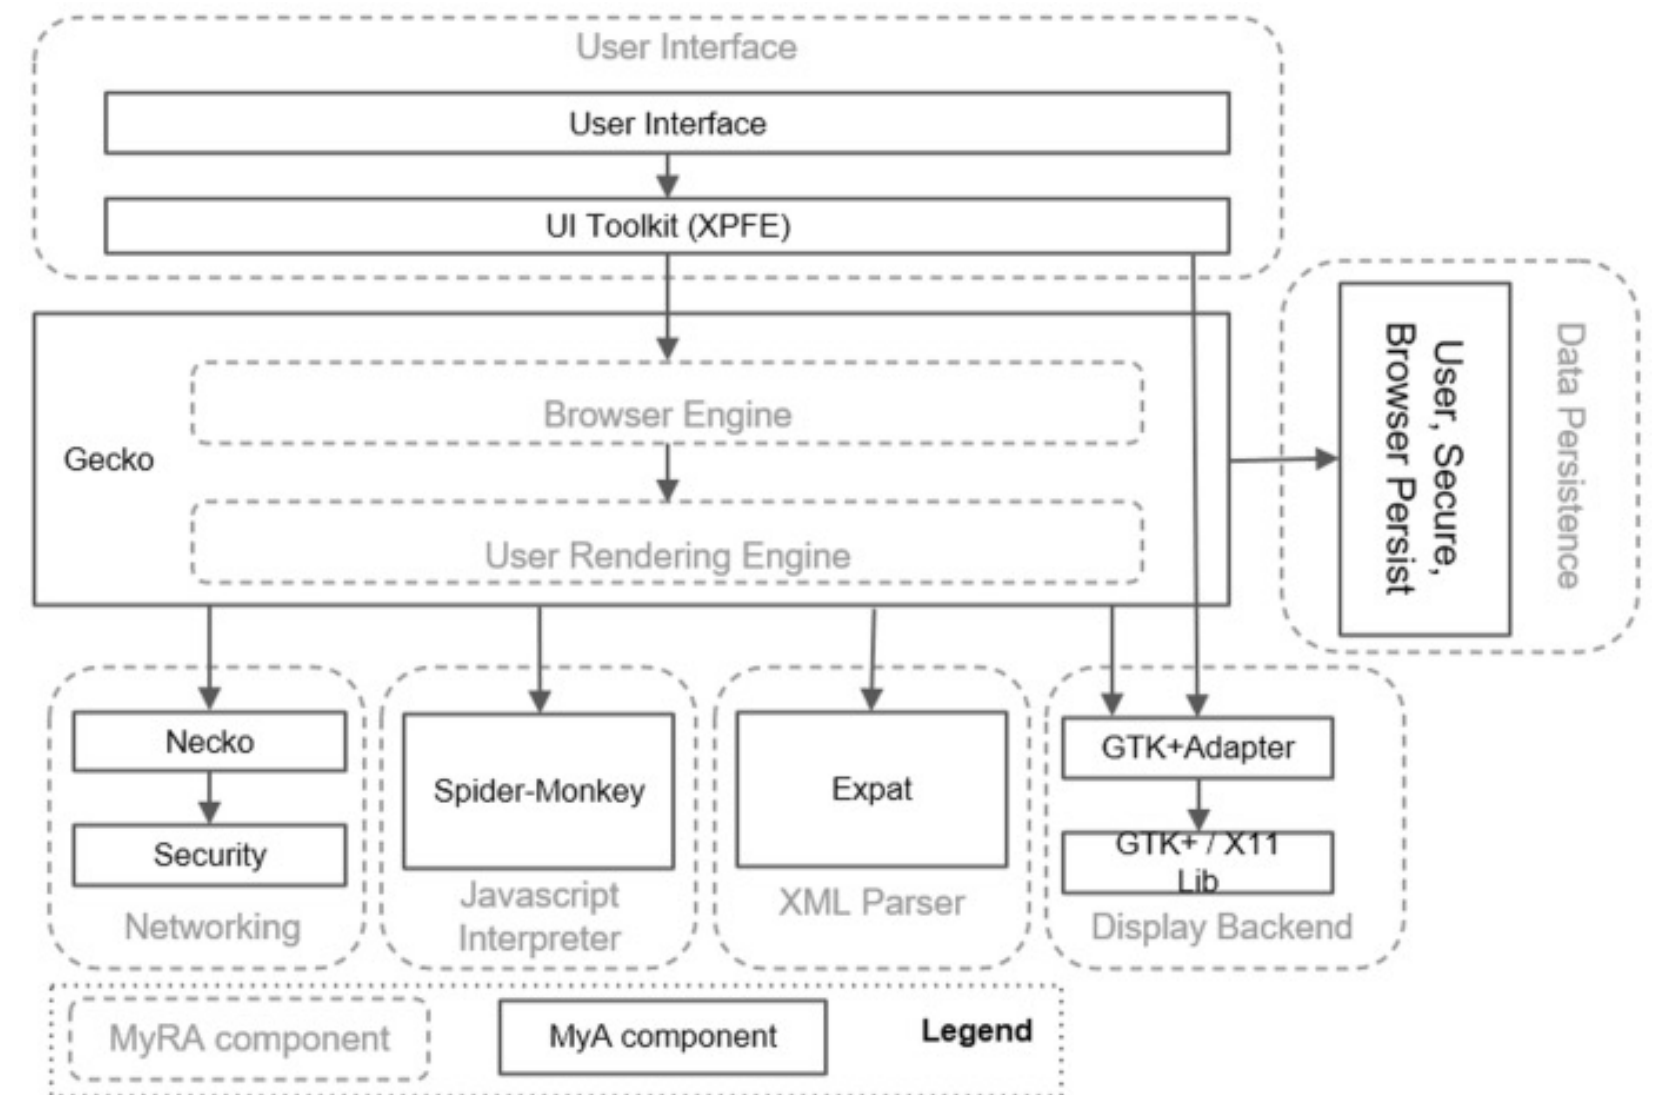 User Interface
User Interface
UI Toolkit (XPFE)
Browser Engine
Gecko
User Rendering Engine
User, Secure,
Browser Persist
Data Persistence
Necko
Security
Networking
Spider-Monkey
Javascript
Interpreter
Expat
XML Parser
GTK+Adapter
GTK+ / X11
Lib
Display Backend
MyRA component
MyA component
Legend